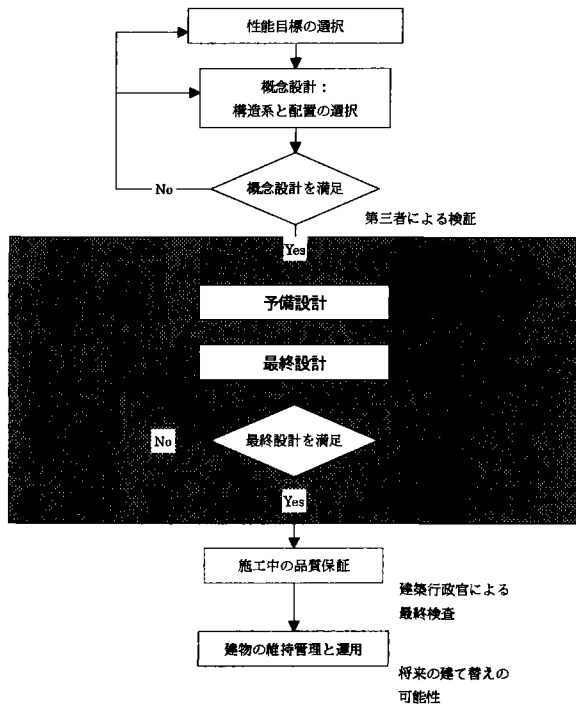 性能目標の選択
概念設計：
構造系と配置の選択
No
概念設計を満足
第三者による検証
Yes
予備設計
最終設計
No
最終設計を満足
Yes
施工中の品質保証
建築行政官による
最終検査
建物の維持管理と運用
将来の建て替えの
可能性